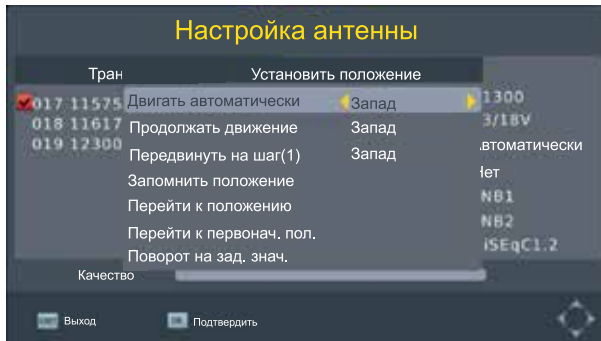 Настройка антенны
Тран
Установить положение
017 11575
Двигать автоматически Запад
1300
018 11617
Продолжать движение Запад
3/18V
019 12300
Передвинуть на шаг(1) Запад
втоматически
Запомнить положение
Нет
Перейти к положению
NB1
Перейти к первонач. пол.
NB2
Поворот на зад. знач.
iSEqC1.2
Качество
Выход
Подтвердить